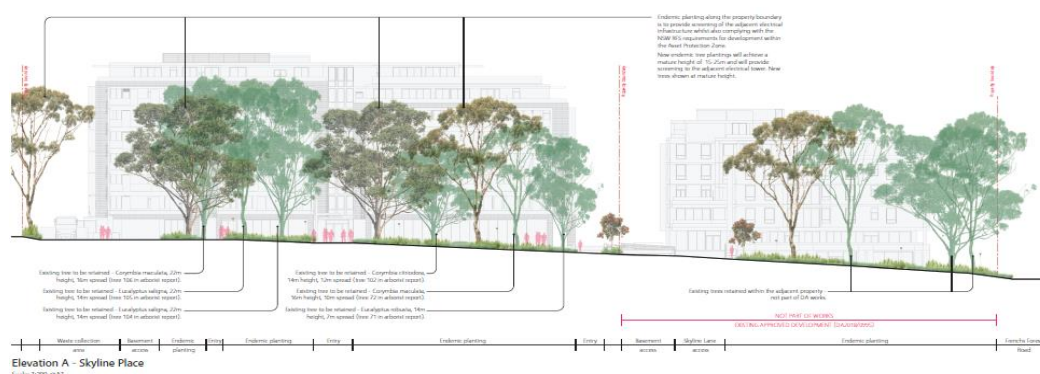 Endemic planting along the property boundary
is to provide screening of the adjacent electrical
infrastructure whilst also complying with the
NSW RFS requirements for development within
the Asset Protection Zone.
New endemic tree plantings will achieve a
mature height of 15-25m and will provide
screening to the adjacent electrical tower. New
trees shown at mature height.
Existing tree to be retained - Corymbia maculata, 22m
height, 16m spread (tree 106 in arborist report).
Existing tree to be retained - Eucalyptus saligna, 22m
height, 14m spread (tree 105 in arborist report).
Existing tree to be retained - Eucalyptus saligna, 22m
height, 14m spread (tree 104 in arborist report).
Existing tree to be retained - Corymbia citriodora,
14m height, 12m spread (tree 102 in arborist report).
Existing tree to be retained - Corymbia maculata,
16m height, 10m spread (tree 72 in arborist report).
Existing tree to be retained - Eucalyptus robusta, 14m
height, 7m spread (tree 71 in arborist report).
Existing trees retained within the adjacent property -
not part of DA works.
NOT PART OF WORKS
EXISTING APPROVED DEVELOPMENT (DA2018/0995)
Waste collection
area
Basement
access
Endemic
planting
Entry
Endemic planting
Entry
Endemic planting
Entry
Basement
access
Skyline Lane
access
Endemic planting
Frenchs Forest
Road
Elevation A - Skyline Place